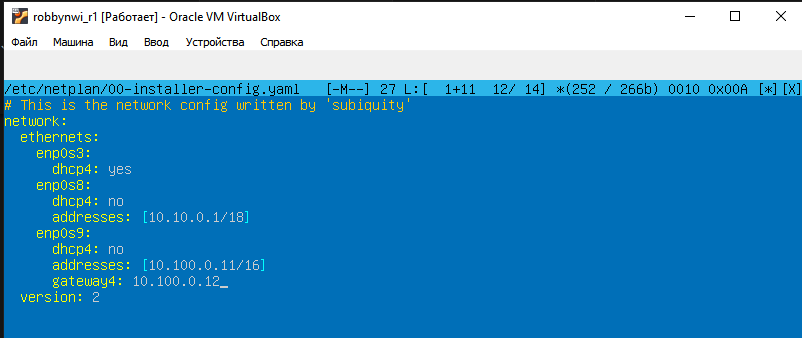 robbynwi_r1 [Работает] - Oracle VM VirtualBox
Файл Машина Вид Ввод Устройства Справка
/etc/netplan/00-installer-config.yaml [-M--] 27 L:[ 1+11 12/ 14] *(252 / 266b) 0010 0x00A [*][X]
# This is the network config written by 'subiquity'
network:
  ethernets:
    enp0s3:
      dhcp4: yes
    enp0s8:
      dhcp4: no
      addresses: [10.10.0.1/18]
    enp0s9:
      dhcp4: no
      addresses: [10.100.0.11/16]
      gateway4: 10.100.0.12_
  version: 2